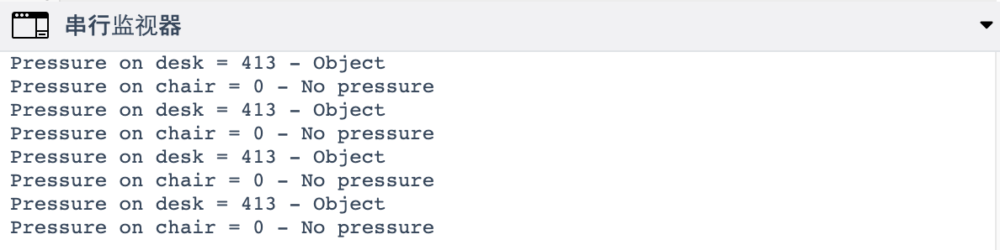 串行监视器
Pressure on desk = 413 – Object
Pressure on chair = 0 – No pressure
Pressure on desk = 413 – Object
Pressure on chair = 0 – No pressure
Pressure on desk = 413 – Object
Pressure on chair = 0 – No pressure
Pressure on desk = 413 – Object
Pressure on chair = 0 – No pressure